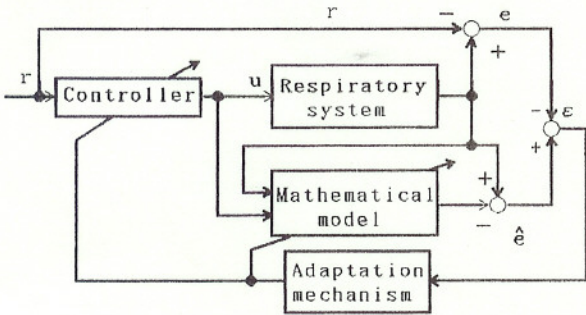 r
e
−
+
r
Controller
u
Respiratory
system
−
ε
+
Mathematical
model
+
−
ê
Adaptation
mechanism